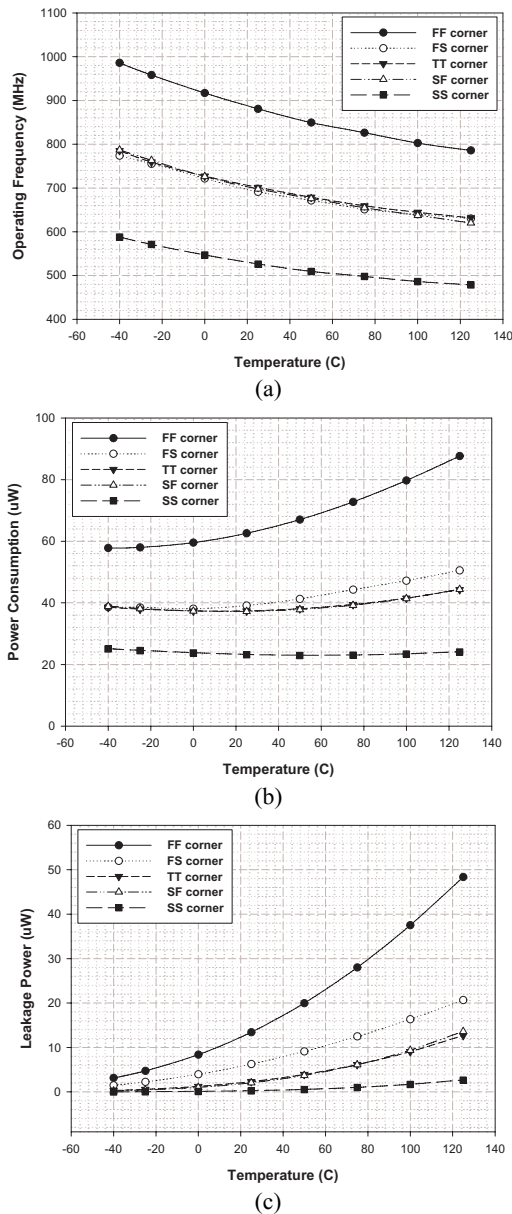 1100
1000
900
800
700
600
500
400
Operating Frequency (MHz)
FF corner
FS corner
TT corner
SF corner
SS corner
-60 -40 -20 0 20 40 60 80 100 120 140
Temperature (C)
(a)
100
80
60
40
20
0
Power Consumption (uW)
FF corner
FS corner
TT corner
SF corner
SS corner
-60 -40 -20 0 20 40 60 80 100 120 140
Temperature (C)
(b)
60
50
40
30
20
10
0
Leakage Power (uW)
FF corner
FS corner
TT corner
SF corner
SS corner
-60 -40 -20 0 20 40 60 80 100 120 140
Temperature (C)
(c)